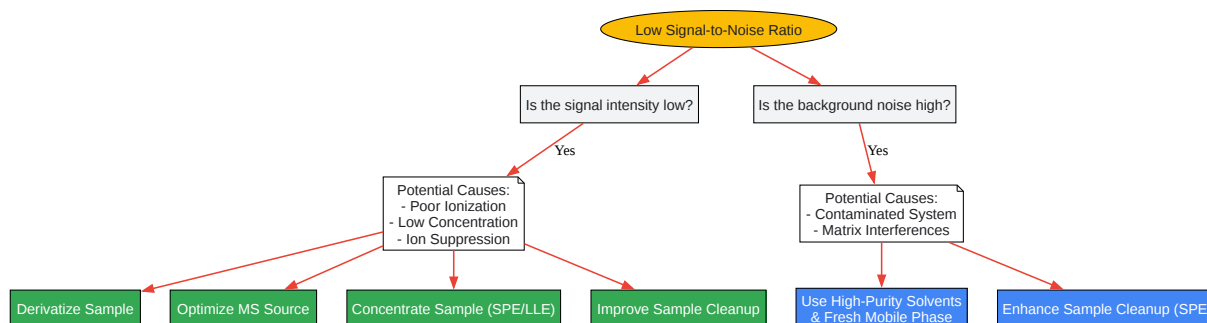 Low Signal-to-Noise Ratio
Is the signal intensity low?
Is the background noise high?
Yes
Yes
Potential Causes:
- Poor Ionization
- Low Concentration
- Ion Suppression
Potential Causes:
- Contaminated System
- Matrix Interferences
Derivatize Sample
Optimize MS Source
Concentrate Sample (SPE/LLE)
Improve Sample Cleanup
Use High-Purity Solvents
& Fresh Mobile Phase
Enhance Sample Cleanup (SPE